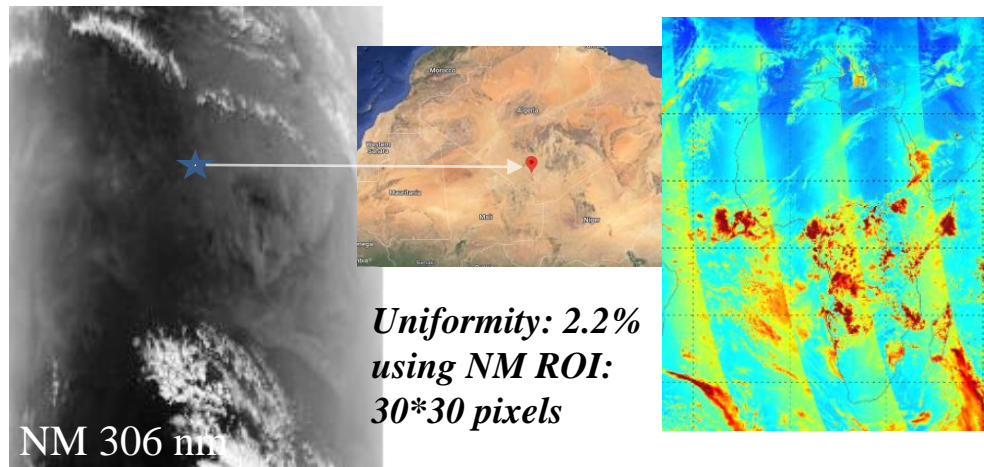 NM 306 nm
Morocco
Algeria
Western
Sahara
Mauritania
Mali
Niger
Uniformity: 2.2%
using NM ROI:
30*30 pixels